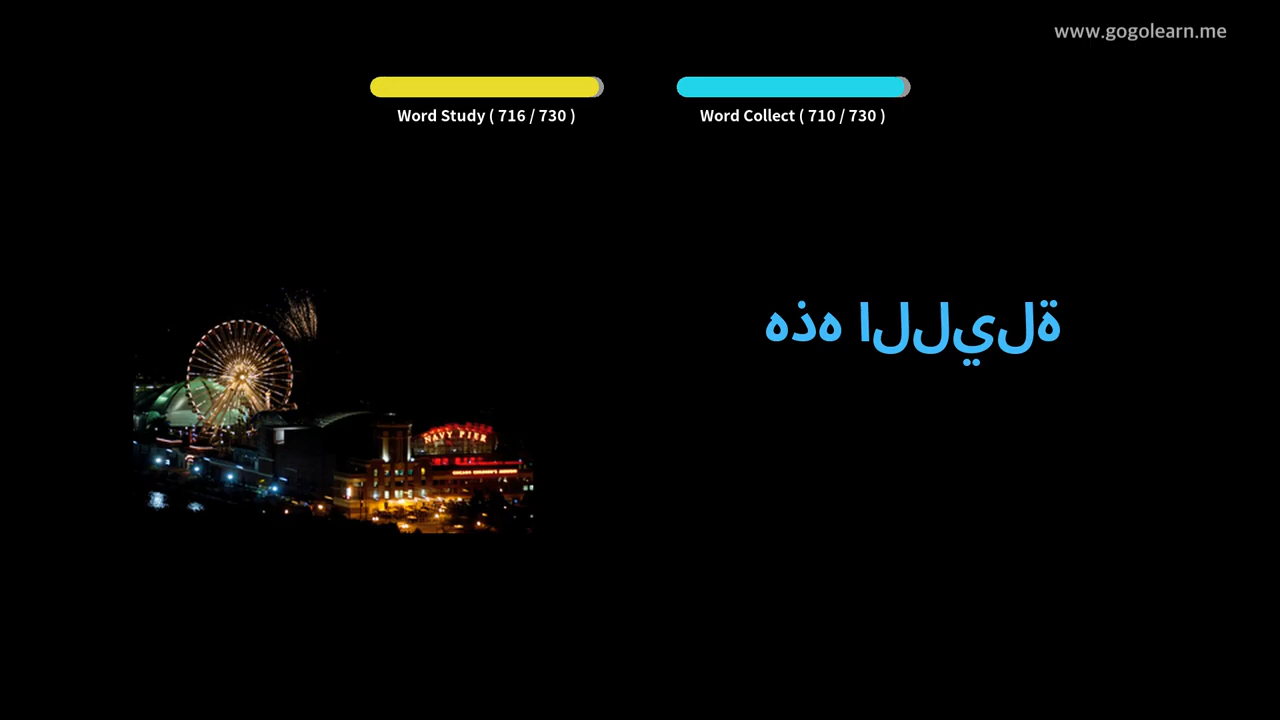 www.gogolearn.me
Word Study ( 716 / 730 )
Word Collect ( 710 / 730 )
هذه الليلة
NAVY PIER